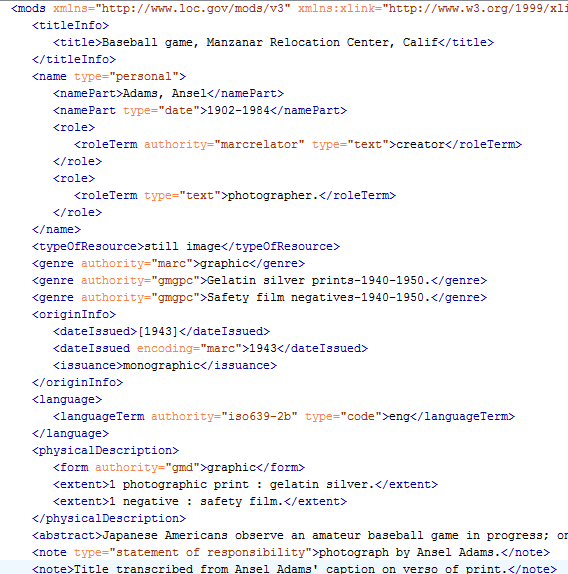 <mods xmlns="http://www.loc.gov/mods/v3" xmlns:xlink="http://www.w3.org/1999/xli
<titleInfo>
<title>Baseball game, Manzanar Relocation Center, Calif</title>
</titleInfo>
<name type="personal">
<namePart>Adams, Ansel</namePart>
<namePart type="date">1902-1984</namePart>
<role>
<roleTerm authority="marcrelator" type="text">creator</roleTerm>
</role>
<role>
<roleTerm type="text">photographer.</roleTerm>
</role>
</name>
<typeOfResource>still image</typeOfResource>
<genre authority="marc">graphic</genre>
<genre authority="gmgpc">Gelatin silver prints-1940-1950.</genre>
<genre authority="gmgpc">Safety film negatives-1940-1950.</genre>
<originInfo>
<dateIssued>[1943]</dateIssued>
<dateIssued encoding="marc">1943</dateIssued>
<issuance>monographic</issuance>
</originInfo>
<language>
<languageTerm authority="iso639-2b" type="code">eng</languageTerm>
</language>
<physicalDescription>
<form authority="gmd">graphic</form>
<extent>1 photographic print : gelatin silver.</extent>
<extent>1 negative : safety film.</extent>
</physicalDescription>
<abstract>Japanese Americans observe an amateur baseball game in progress; on
<note type="statement of responsibility">photograph by Ansel Adams.</note>
<note>Title transcribed from Ansel Adams' caption on verso of print.</note>